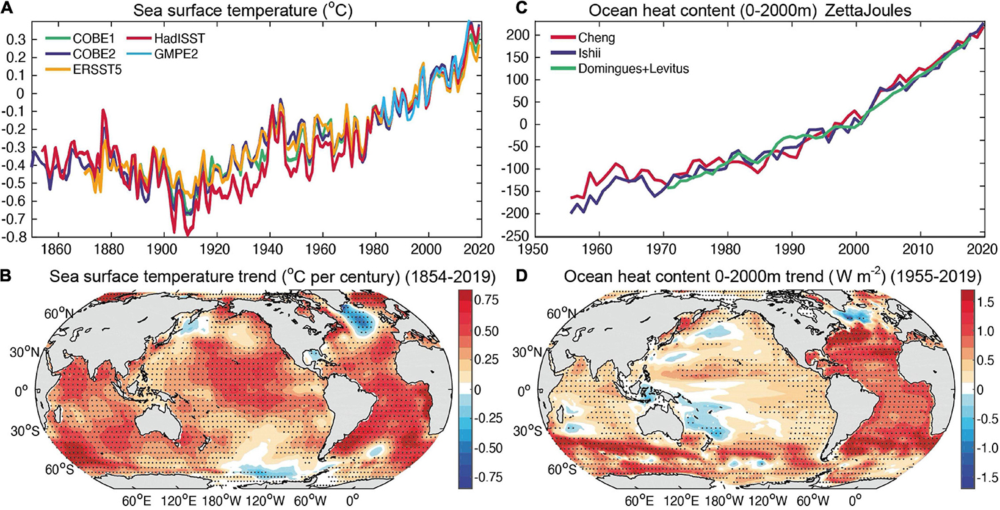 A Sea surface temperature (°C)
COBE1 HadISST
COBE2 GMPE2
ERSST5
0.3
0.2
0.1
0
-0.1
-0.2
-0.3
-0.4
-0.5
-0.6
-0.7
-0.8
1860 1880 1900 1920 1940 1960 1980 2000 2020
C Ocean heat content (0-2000m) ZettaJoules
Cheng
Ishii
Domingues+Levitus
200
150
100
50
0
-50
-100
-150
-200
-250
1950 1960 1970 1980 1990 2000 2010 2020
B Sea surface temperature trend (°C per century) (1854-2019)
60°N
30°N
0°
30°S
60°S
60°E 120°E 180°W 120°W 60°W 0°
0.75
0.50
0.25
0
-0.25
-0.50
-0.75
D Ocean heat content 0-2000m trend (W m⁻²) (1955-2019)
60°N
30°N
0°
30°S
60°S
60°E 120°E 180°W 120°W 60°W 0°
1.5
1.0
0.5
0
-0.5
-1.0
-1.5